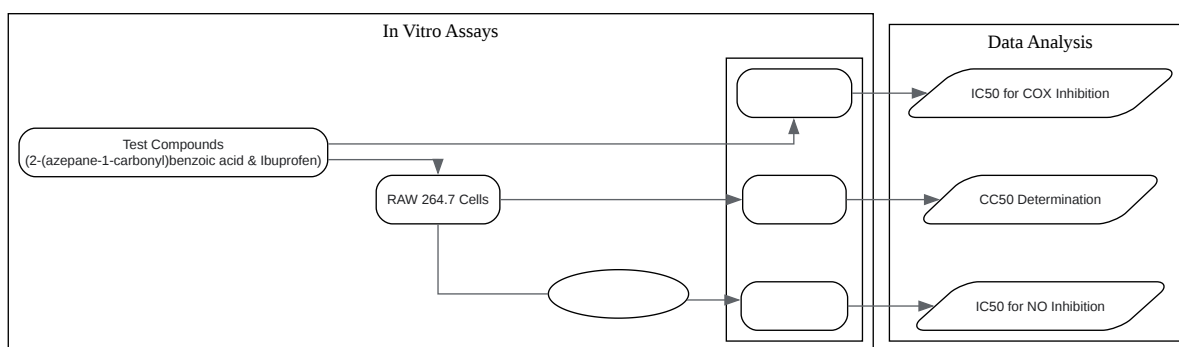 In Vitro Assays
Data Analysis
IC50 for COX Inhibition
Test Compounds
(2-(azepane-1-carbonyl)benzoic acid & Ibuprofen)
RAW 264.7 Cells
CC50 Determination
IC50 for NO Inhibition